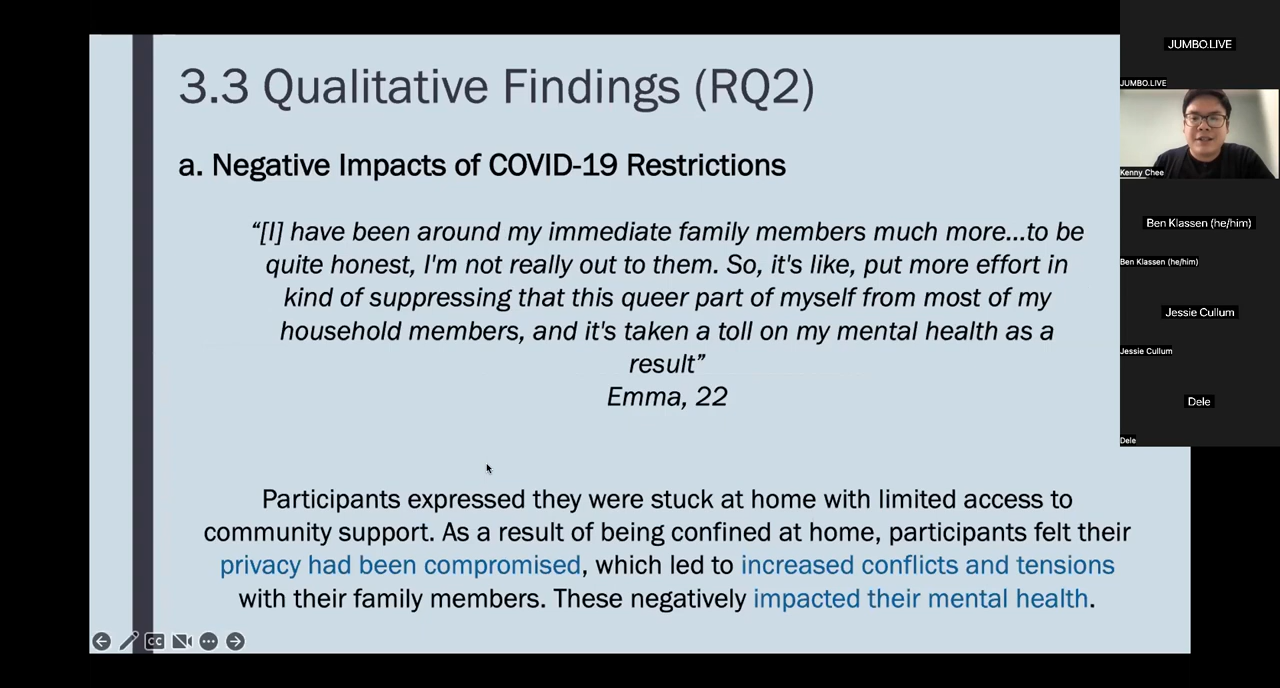 3.3 Qualitative Findings (RQ2)
a. Negative Impacts of COVID-19 Restrictions
“[I] have been around my immediate family members much more...to be
quite honest, I'm not really out to them. So, it's like, put more effort in
kind of suppressing that this queer part of myself from most of my
household members, and it's taken a toll on my mental health as a
result”
Emma, 22
Participants expressed they were stuck at home with limited access to
community support. As a result of being confined at home, participants felt their
privacy had been compromised, which led to increased conflicts and tensions
with their family members. These negatively impacted their mental health.
CC
JUMBO.LIVE
JUMBO.LIVE
Kenny Chee
Ben Klassen (he/him)
Ben Klassen (he/him)
Jessie Cullum
Jessie Cullum
Dele
Dele